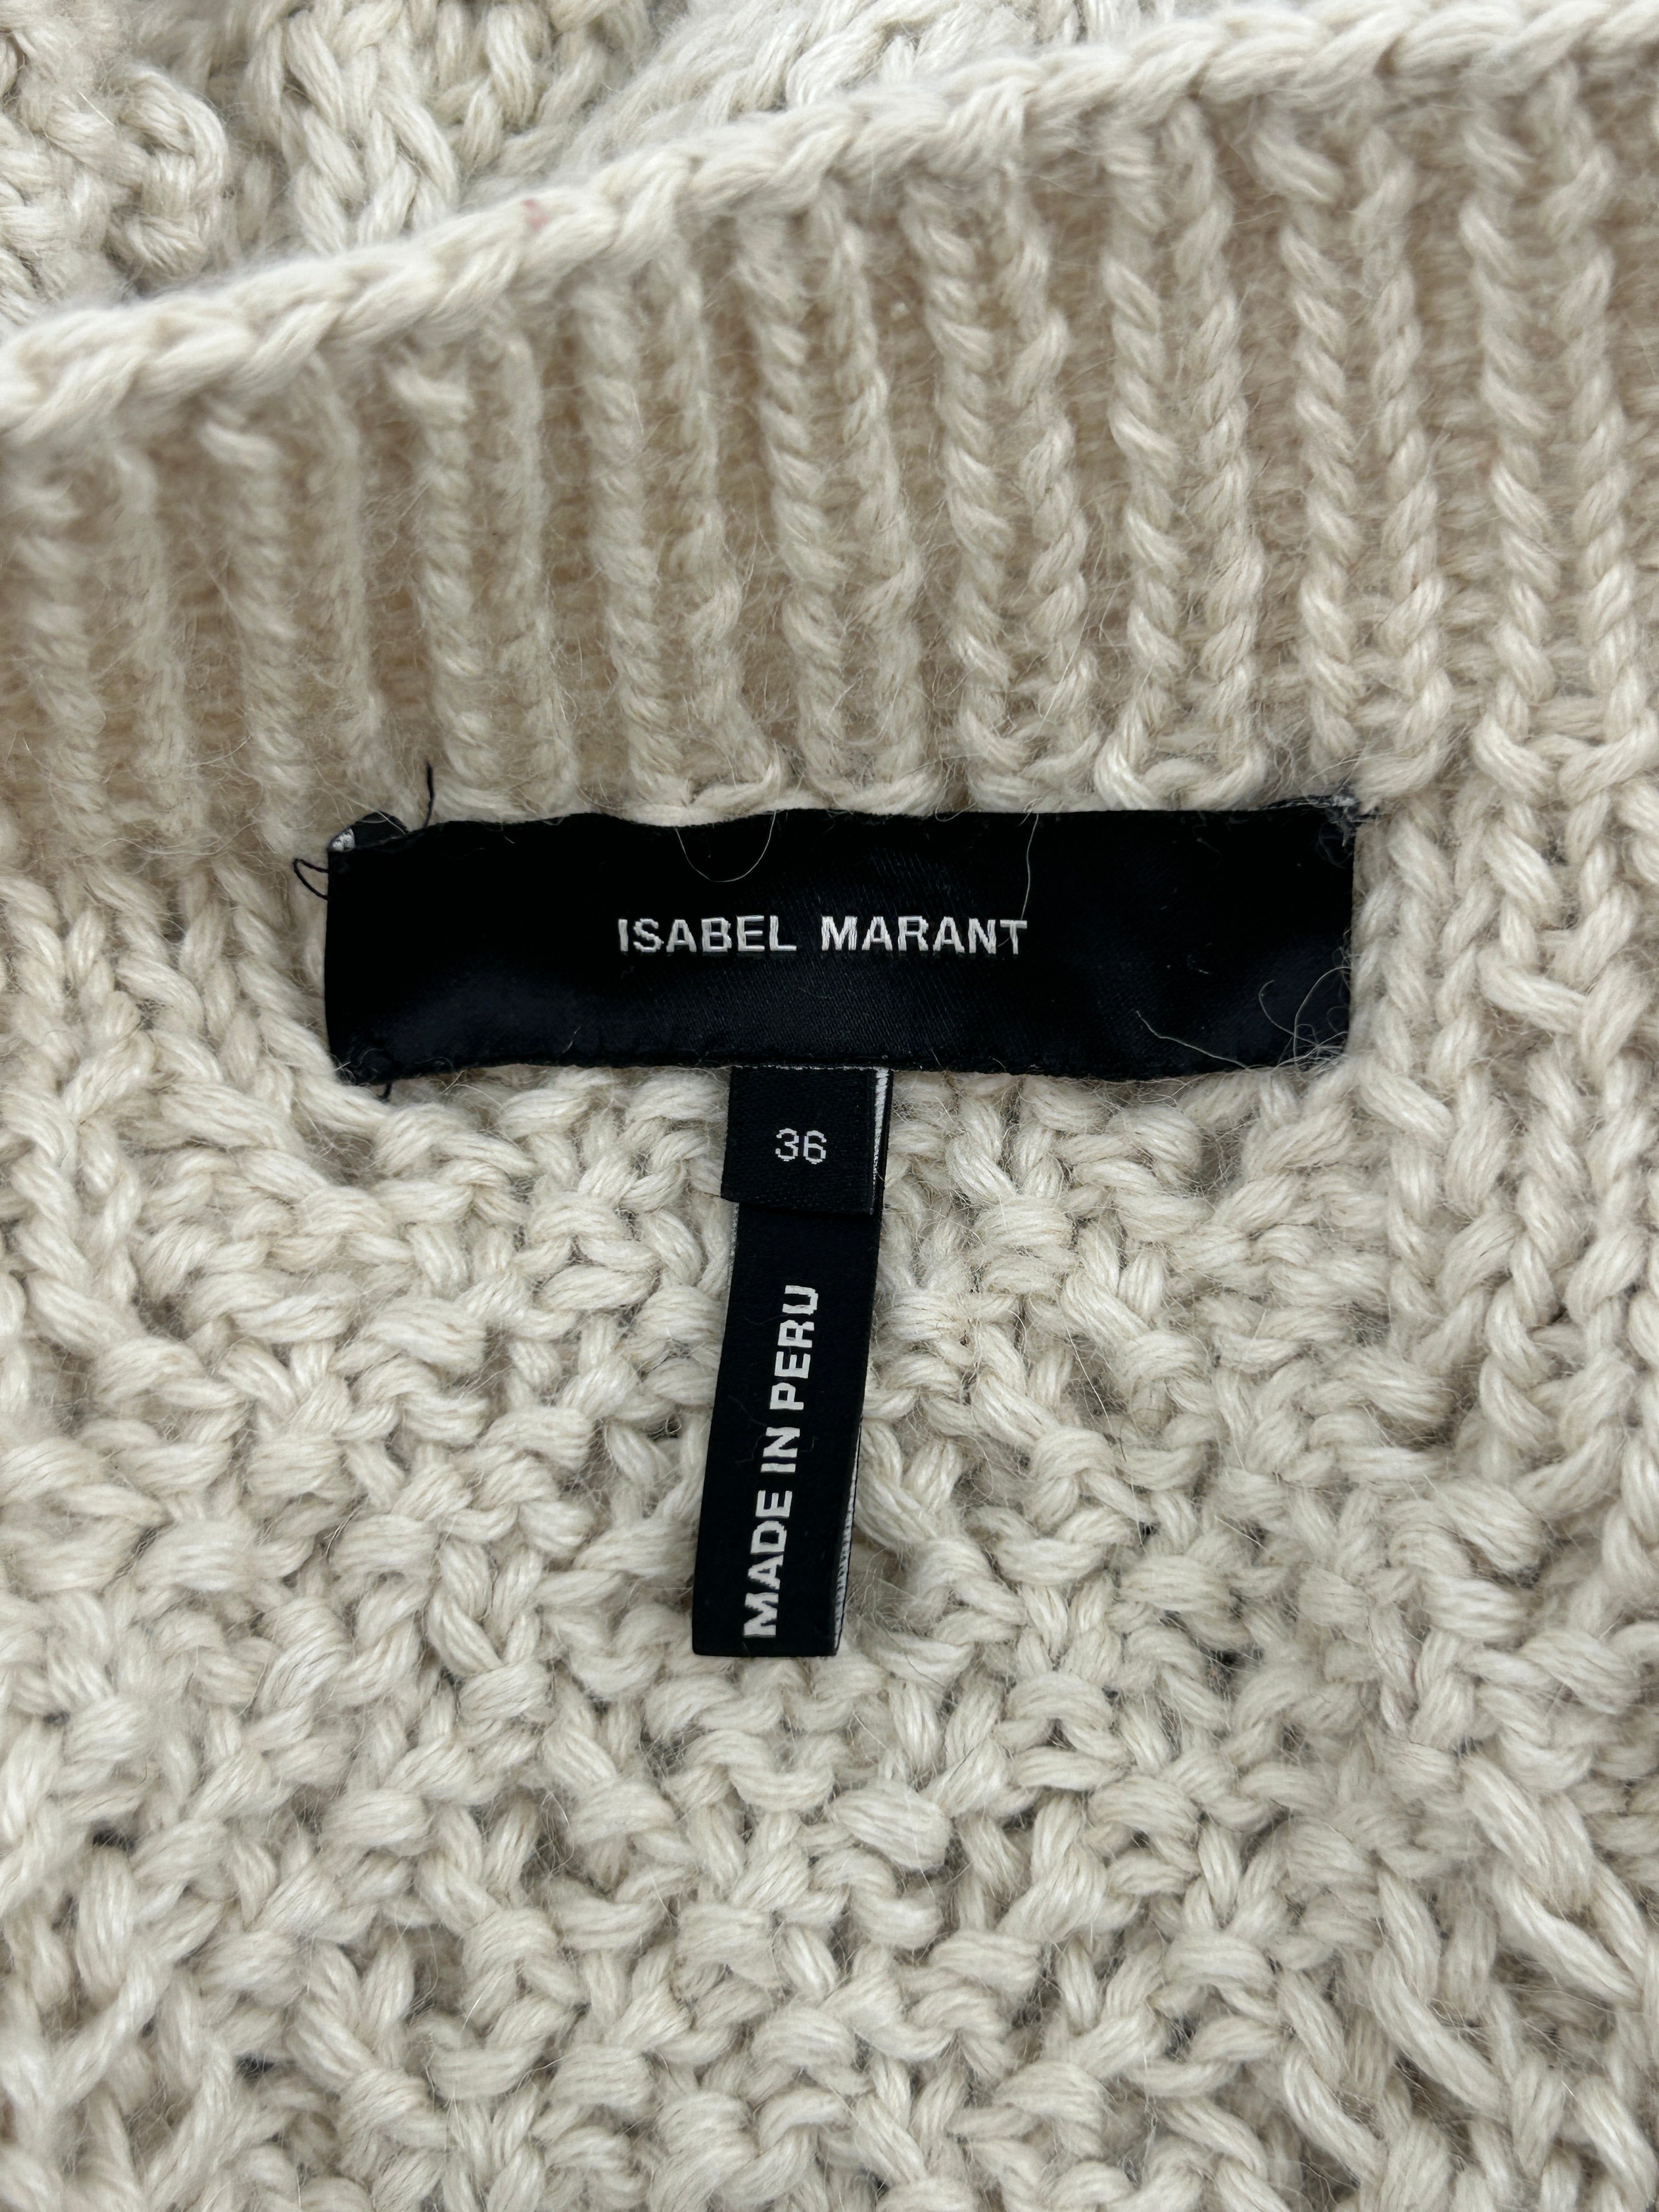 ISABEL MARANT
36
MADE IN PERU